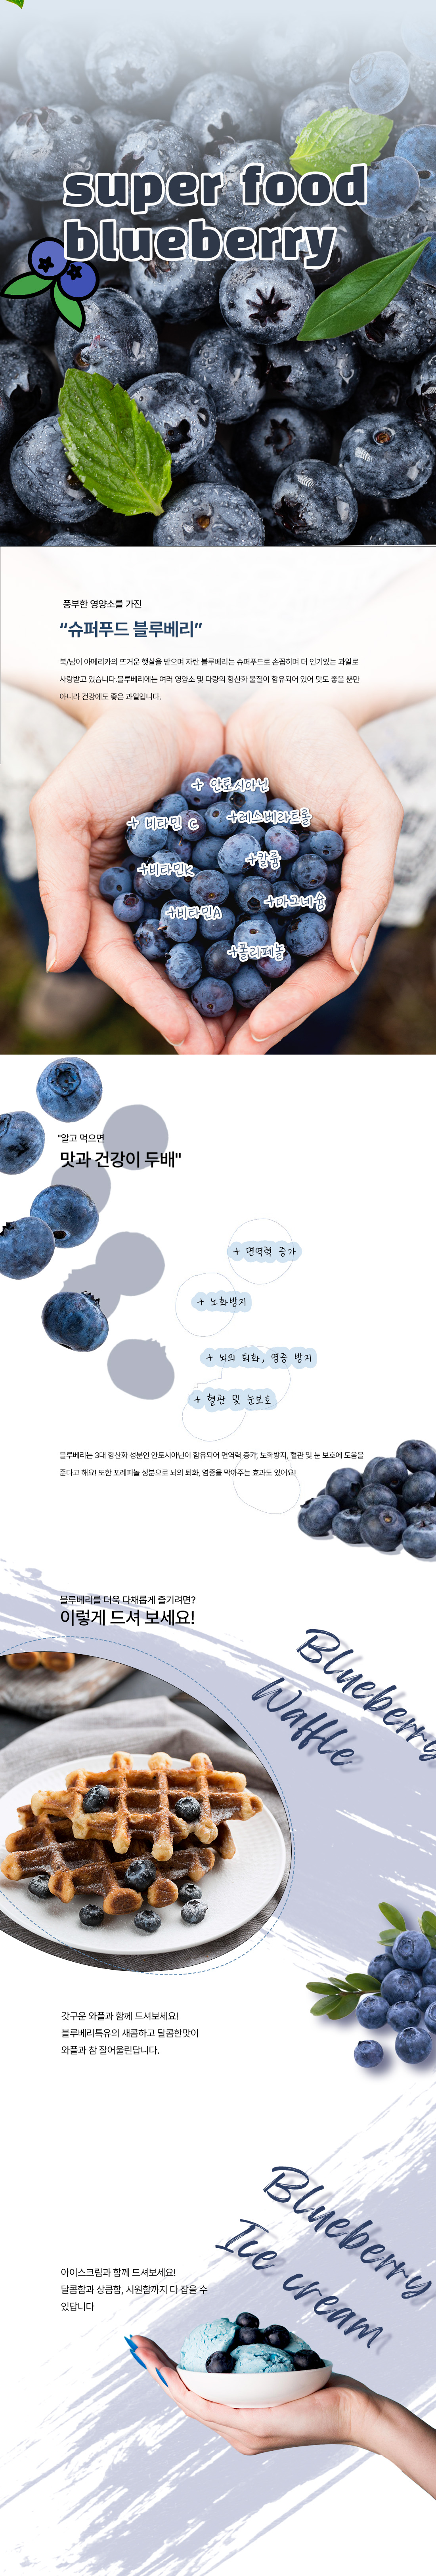 super food
blueberry
풍부한 영양소를 가진
“슈퍼푸드 블루베리”
북/남이 아메리카의 뜨거운 햇살을 받으며 자란 블루베리는 슈퍼푸드로 손꼽히며 더 인기있는 과일로
사랑받고 있습니다.블루베리에는 여러 영양소 및 다량의 항산화 물질이 함유되어 있어 맛도 좋을 뿐만
아니라 건강에도 좋은 과일입니다.
+ 안토시아닌
+ 비타민 C
+레스베라트롤
+비타민K
+칼륨
+비타민A
+마그네슘
+폴리페놀
"알고 먹으면
맛과 건강이 두배"
+ 면역력 증가
+ 노화방지
+ 뇌의 퇴화, 염증 방지
+ 혈관 및 눈보호
블루베리는 3대 항산화 성분인 안토시아닌이 함유되어 면역력 증가, 노화방지, 혈관 및 눈 보호에 도움을
준다고 해요! 또한 포레피놀 성분으로 뇌의 퇴화, 염증을 막아주는 효과도 있어요!
블루베리를 더욱 다채롭게 즐기려면?
이렇게 드셔 보세요!
Blueberry
Waffle
갓구운 와플과 함께 드셔보세요!
블루베리특유의 새콤하고 달콤한맛이
와플과 참 잘어울린답니다.
Blueberry
Ice cream
아이스크림과 함께 드셔보세요!
달콤함과 상큼함, 시원함까지 다 잡을 수
있답니다